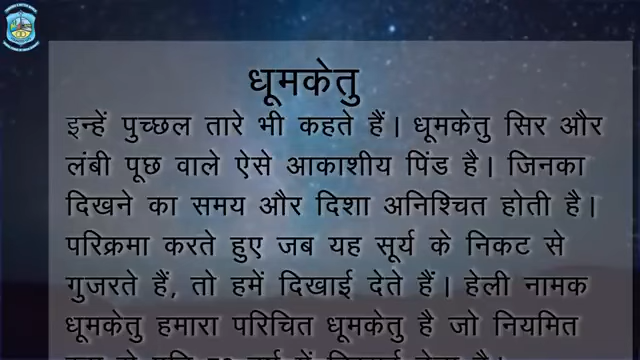 धूमकेतु
इन्हें पुच्छल तारे भी कहते हैं। धूमकेतु सिर और
लंबी पूछ वाले ऐसे आकाशीय पिंड है। जिनका
दिखने का समय और दिशा अनिश्चित होती है।
परिक्रमा करते हुए जब यह सूर्य के निकट से
गुजरते हैं, तो हमें दिखाई देते हैं। हेली नामक
धूमकेतु हमारा परिचित धूमकेतु है जो नियमित